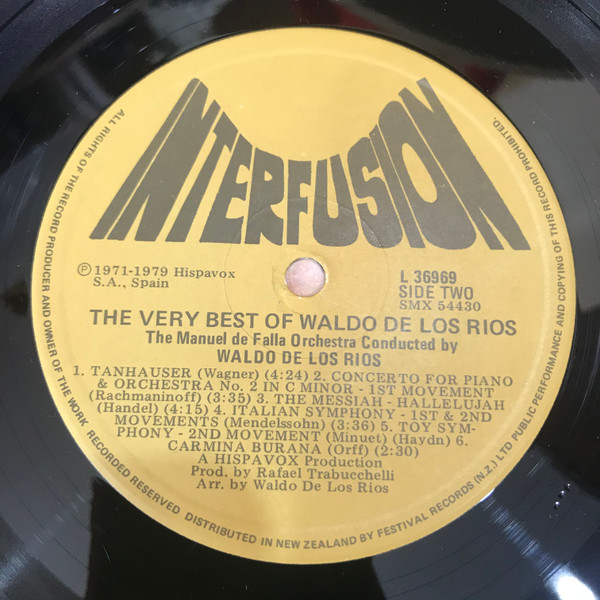 INTERFUSION
Ⓟ 1971-1979 Hispavox
S.A., Spain
L 36969
SIDE TWO
SMX 54430
THE VERY BEST OF WALDO DE LOS RIOS
The Manuel de Falla Orchestra Conducted by
WALDO DE LOS RIOS
1. TANHAUSER (Wagner) (4:24) 2. CONCERTO FOR PIANO
& ORCHESTRA No. 2 IN C MINOR - 1ST MOVEMENT
(Rachmaninoff) (3:35) 3. THE MESSIAH - HALLELUJAH
(Handel) (4:15) 4. ITALIAN SYMPHONY - 1ST & 2ND
MOVEMENTS (Mendelssohn) (3:36) 5. TOY SYM-
PHONY - 2ND MOVEMENT (Minuet) (Haydn) 6.
CARMINA BURANA (Orff) (2:30)
A HISPAVOX Production
Prod. by Rafael Trabucchelli
Arr. by Waldo De Los Rios
ALL RIGHTS OF THE RECORD PRODUCER AND OWNER OF THE WORK RECORDED RESERVED DISTRIBUTED IN NEW ZEALAND BY FESTIVAL RECORDS (N.Z.) LTD PUBLIC PERFORMANCE AND COPYING OF THIS RECORD PROHIBITED.